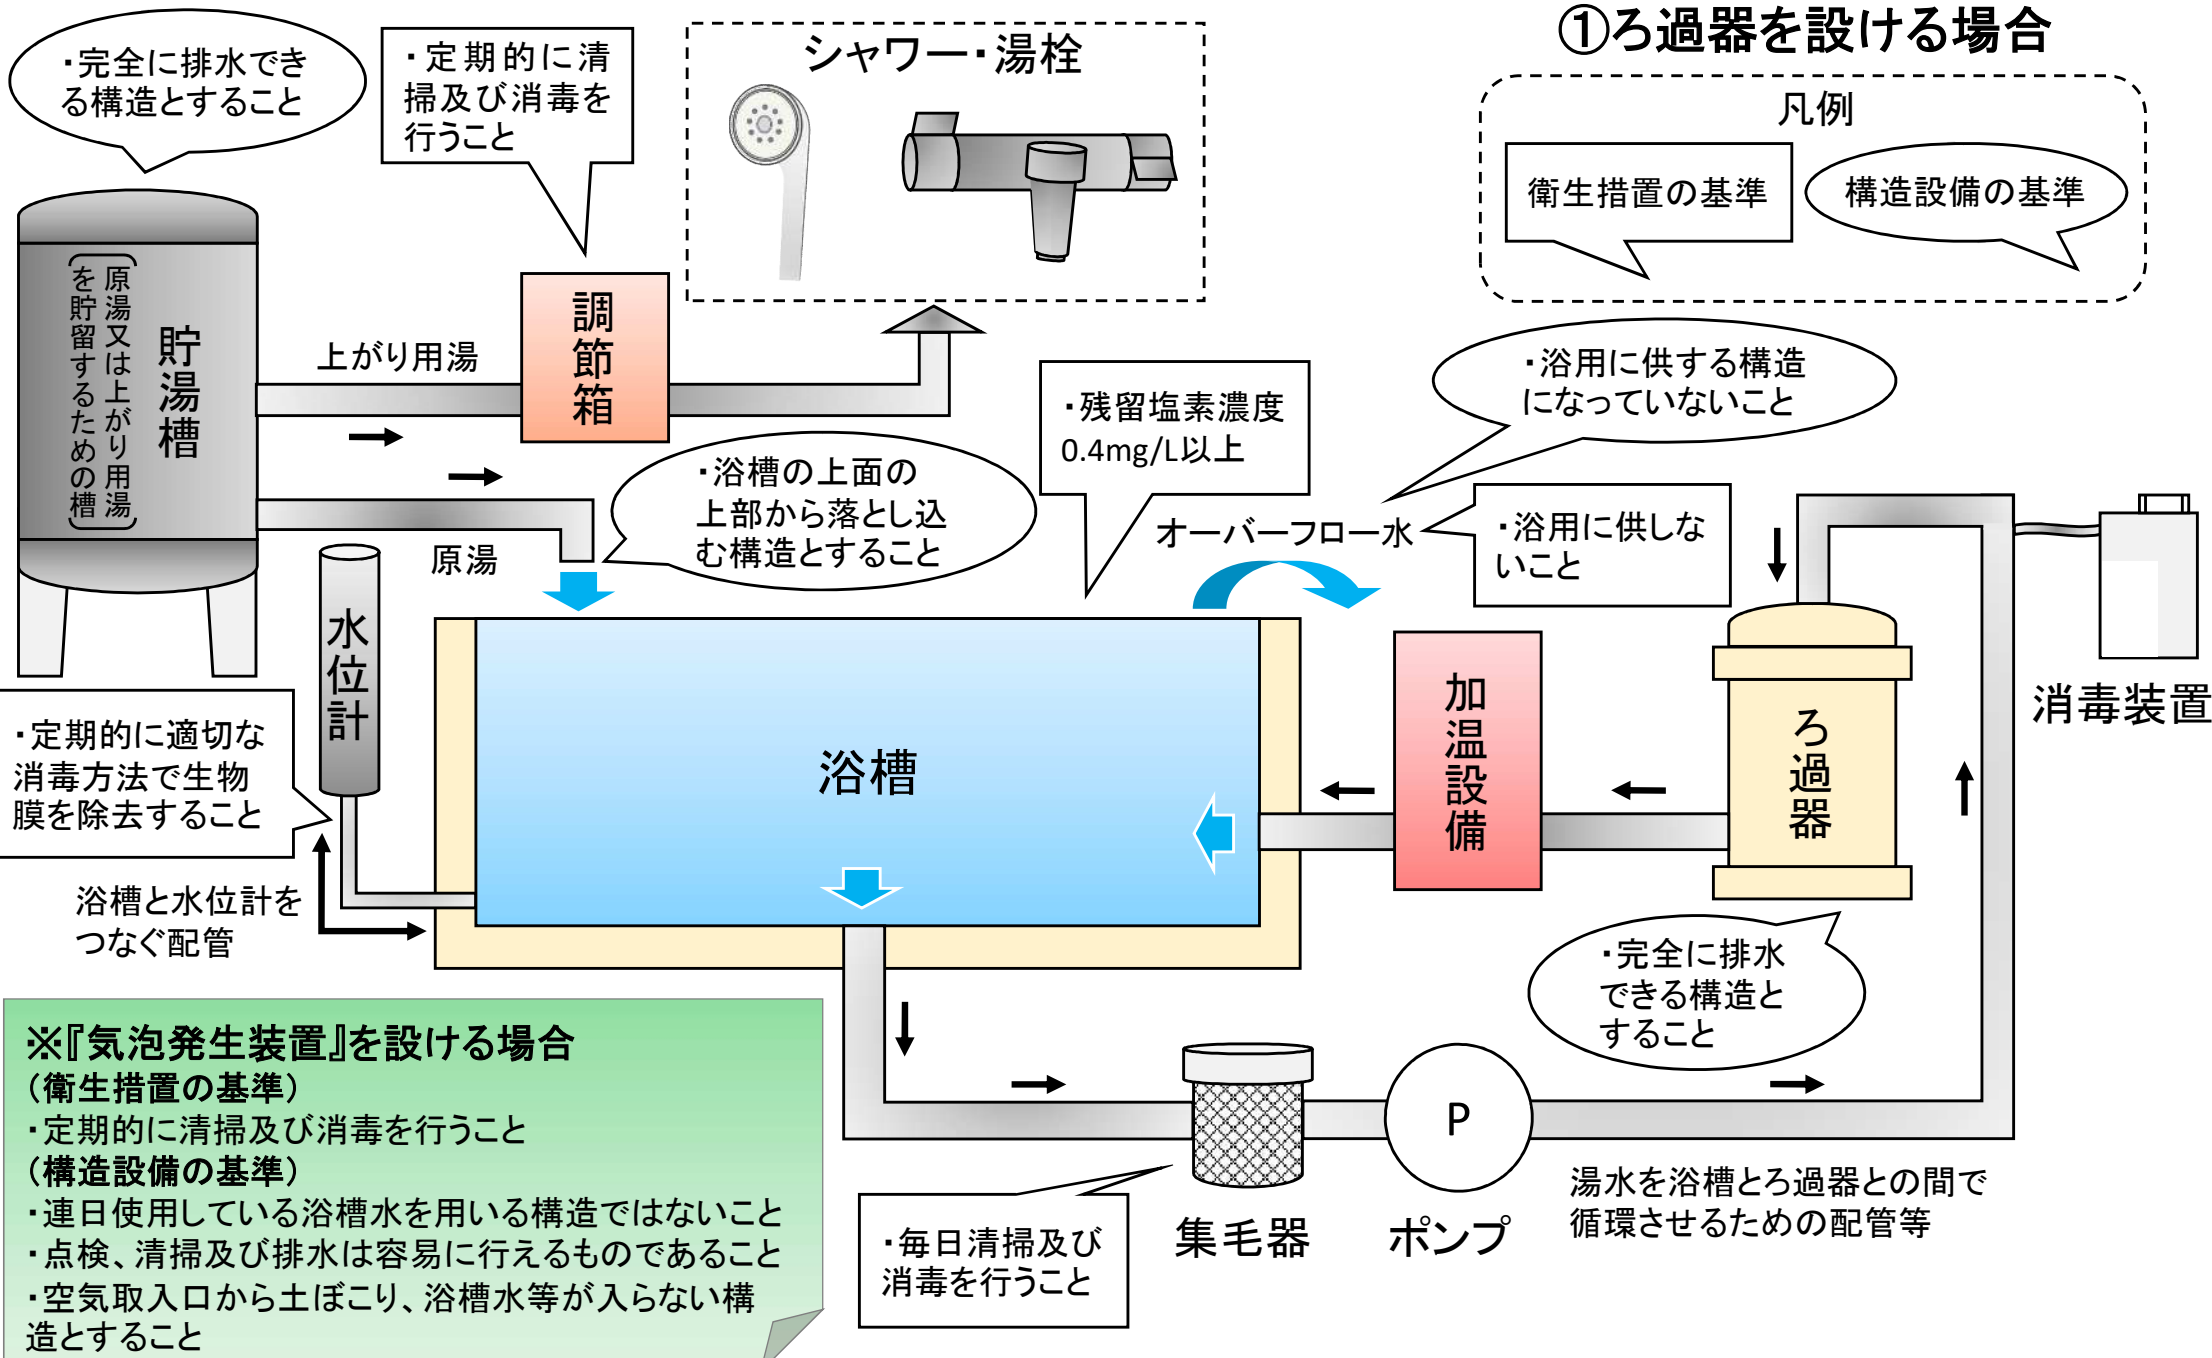 ①ろ過器を設ける場合
凡例
衛生措置の基準
構造設備の基準
・完全に排水でき
る構造とすること
・定期的に清
掃及び消毒を
行うこと
シャワー・湯栓
貯湯槽
原湯又は上がり用湯
を貯留するための槽
上がり用湯
調節箱
原湯
・浴槽の上面の
上部から落とし込
む構造とすること
・残留塩素濃度
0.4mg/L以上
・浴用に供する構造
になっていないこと
オーバーフロー水
・浴用に供しな
いこと
消毒装置
水位計
・定期的に適切な
消毒方法で生物
膜を除去すること
浴槽と水位計を
つなぐ配管
浴槽
加温設備
ろ過器
・完全に排水
できる構造と
すること
※『気泡発生装置』を設ける場合
（衛生措置の基準）
・定期的に清掃及び消毒を行うこと
（構造設備の基準）
・連日使用している浴槽水を用いる構造ではないこと
・点検、清掃及び排水は容易に行えるものであること
・空気取入口から土ぼこり、浴槽水等が入らない構
造とすること
・毎日清掃及び
消毒を行うこと
集毛器
P
ポンプ
湯水を浴槽とろ過器との間で
循環させるための配管等